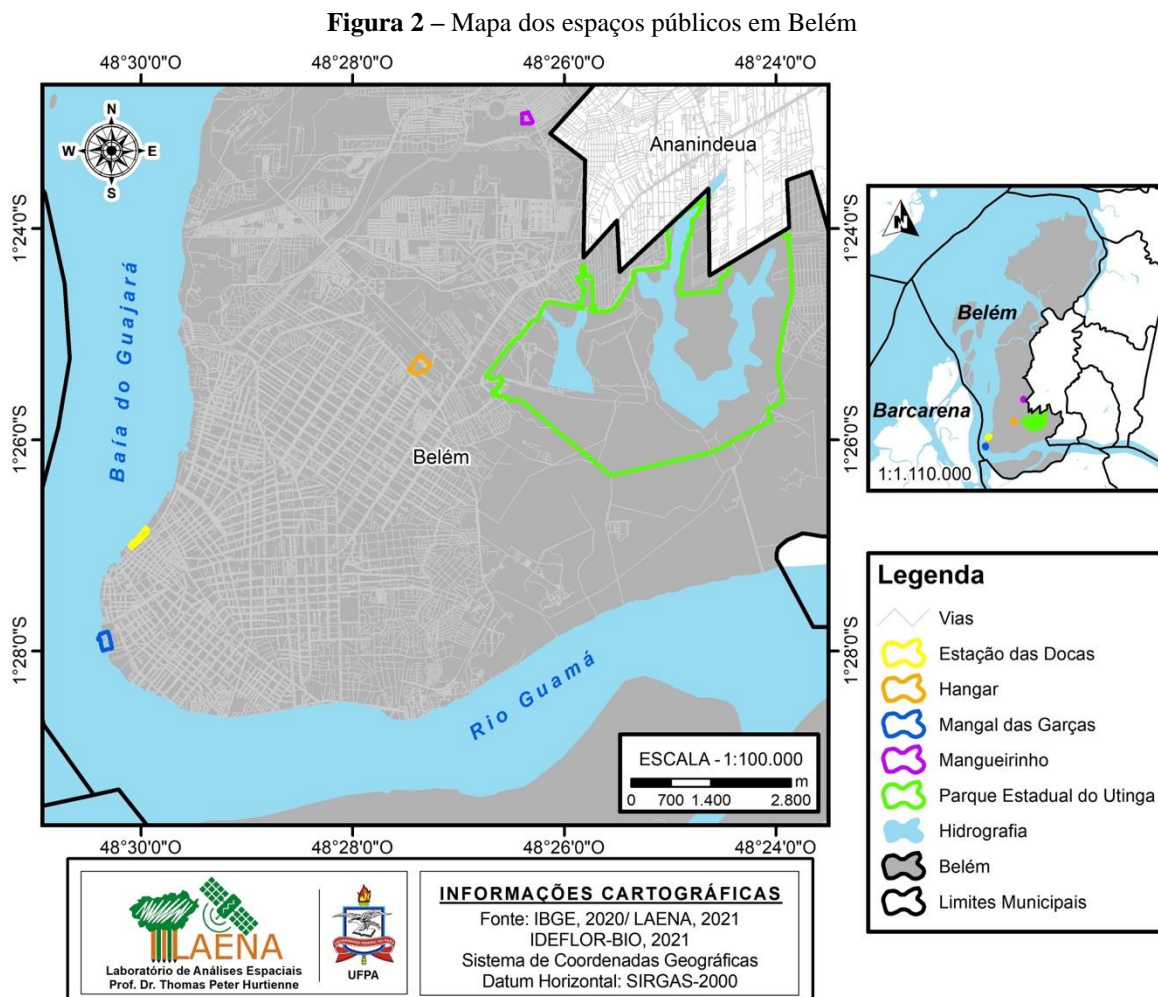 Figura 2 – Mapa dos espaços públicos em Belém
48°30'0"O 48°28'0"O 48°26'0"O 48°24'0"O
N
W E
S
Ananindeua
1°24'0"S 1°24'0"S
Baía do Guajará
Belém
1°26'0"S 1°26'0"S
1°28'0"S 1°28'0"S
Rio Guamá
ESCALA - 1:100.000
m
0 700 1.400 2.800
48°30'0"O 48°28'0"O 48°26'0"O 48°24'0"O
N
Belém
Barcarena
1:1.110.000
Legenda
Vias
Estação das Docas
Hangar
Mangal das Garças
Mangueirinho
Parque Estadual do Utinga
Hidrografia
Belém
Limites Municipais
LAENA
Laboratório de Análises Espaciais
Prof. Dr. Thomas Peter Hurtienne
UFPA
INFORMAÇÕES CARTOGRÁFICAS
Fonte: IBGE, 2020/ LAENA, 2021
IDEFLOR-BIO, 2021
Sistema de Coordenadas Geográficas
Datum Horizontal: SIRGAS-2000